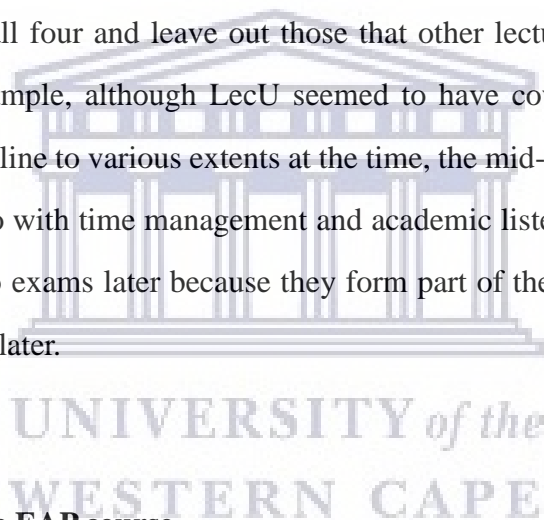 all four and leave out those that other lectu
ample, although LecU seemed to have co
line to various extents at the time, the mid-
o with time management and academic liste
o exams later because they form part of the
later.
UNIVERSITY of the
WESTERN CAPE
EAP course